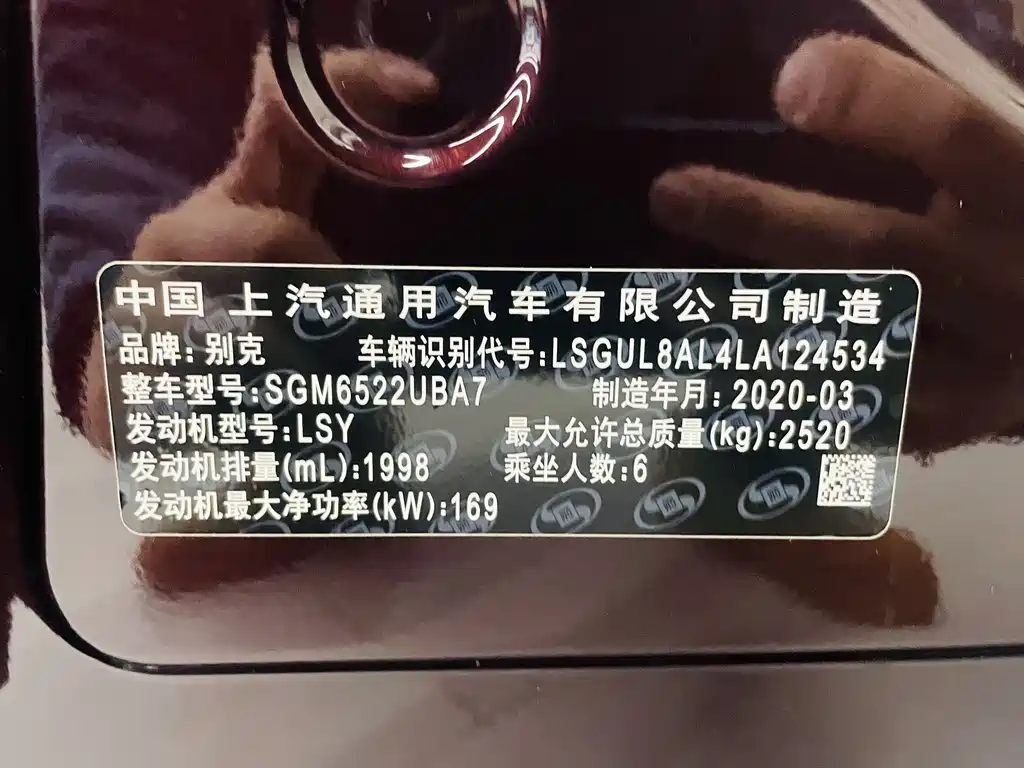 中国 上汽通用汽车有限公司制造
品牌:别克 车辆识别代号:LSGUL8AL4LA124534
整车型号:SGM6522UBA7 制造年月:2020-03
发动机型号:LSY 最大允许总质量(kg):2520
发动机排量(mL):1998 乘坐人数:6
发动机最大净功率(kW):169